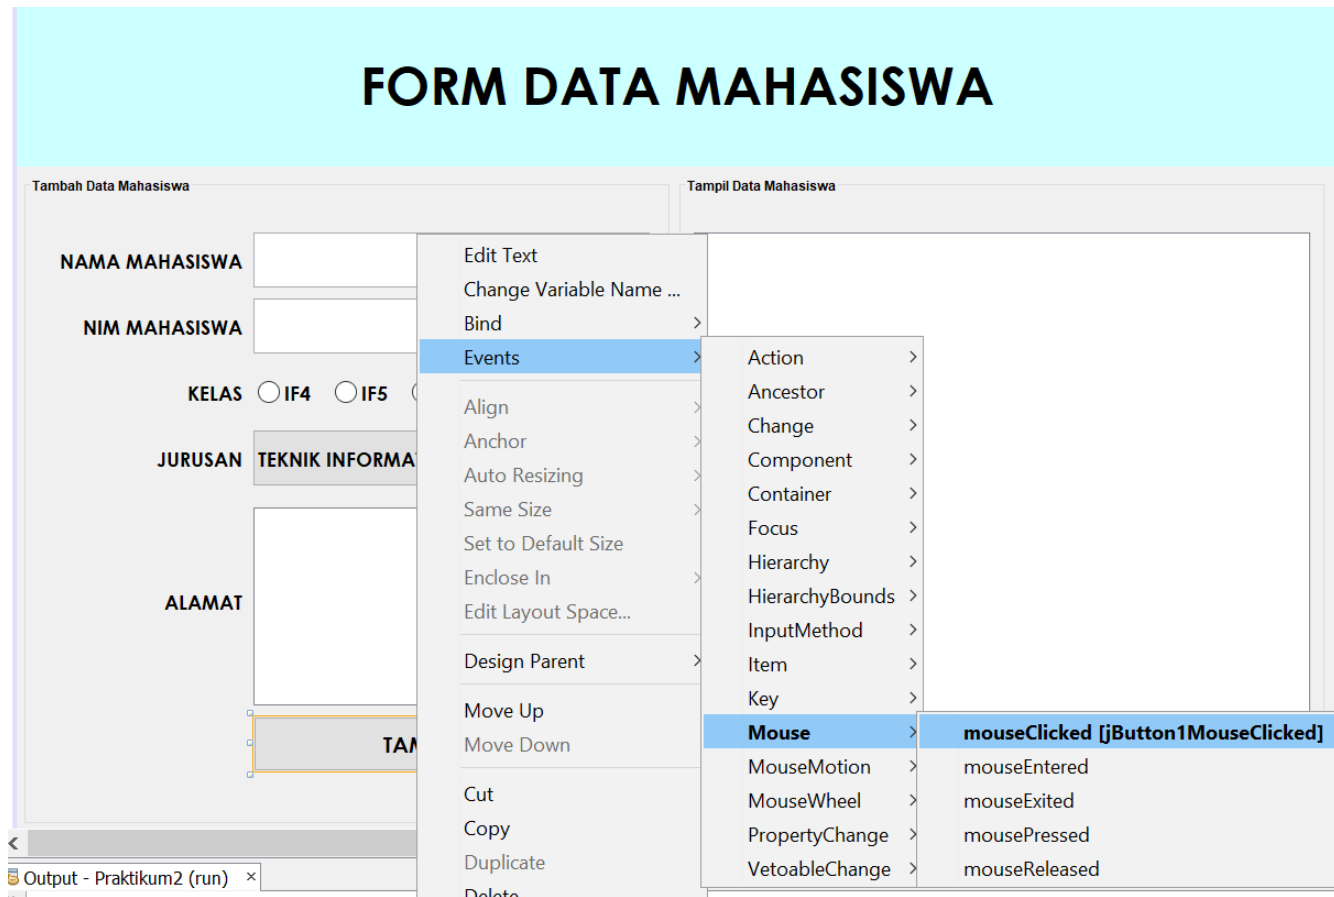 FORM DATA MAHASISWA
Tambah Data Mahasiswa
Tampil Data Mahasiswa
NAMA MAHASISWA
NIM MAHASISWA
KELAS
IF4
IF5
JURUSAN
TEKNIK INFORMA
ALAMAT
TAM
Edit Text
Change Variable Name ...
Bind
Events
Align
Anchor
Auto Resizing
Same Size
Set to Default Size
Enclose In
Edit Layout Space...
Design Parent
Move Up
Move Down
Cut
Copy
Duplicate
Delete
Action
Ancestor
Change
Component
Container
Focus
Hierarchy
HierarchyBounds
InputMethod
Item
Key
Mouse
MouseMotion
MouseWheel
PropertyChange
VetoableChange
mouseClicked [jButton1MouseClicked]
mouseEntered
mouseExited
mousePressed
mouseReleased
Output - Praktikum2 (run)